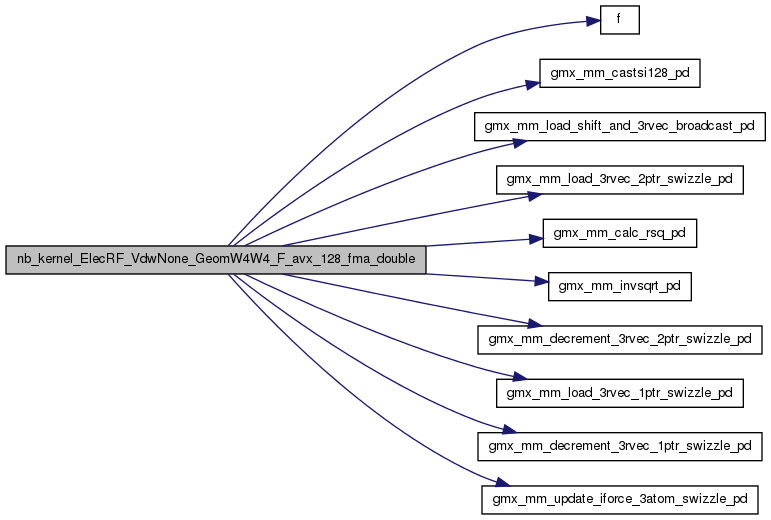 f
gmx_mm_castsi128_pd
gmx_mm_load_shift_and_3rvec_broadcast_pd
gmx_mm_load_3rvec_2ptr_swizzle_pd
gmx_mm_calc_rsq_pd
nb_kernel_ElecRF_VdwNone_GeomW4W4_F_avx_128_fma_double
gmx_mm_invsqrt_pd
gmx_mm_decrement_3rvec_2ptr_swizzle_pd
gmx_mm_load_3rvec_1ptr_swizzle_pd
gmx_mm_decrement_3rvec_1ptr_swizzle_pd
gmx_mm_update_iforce_3atom_swizzle_pd